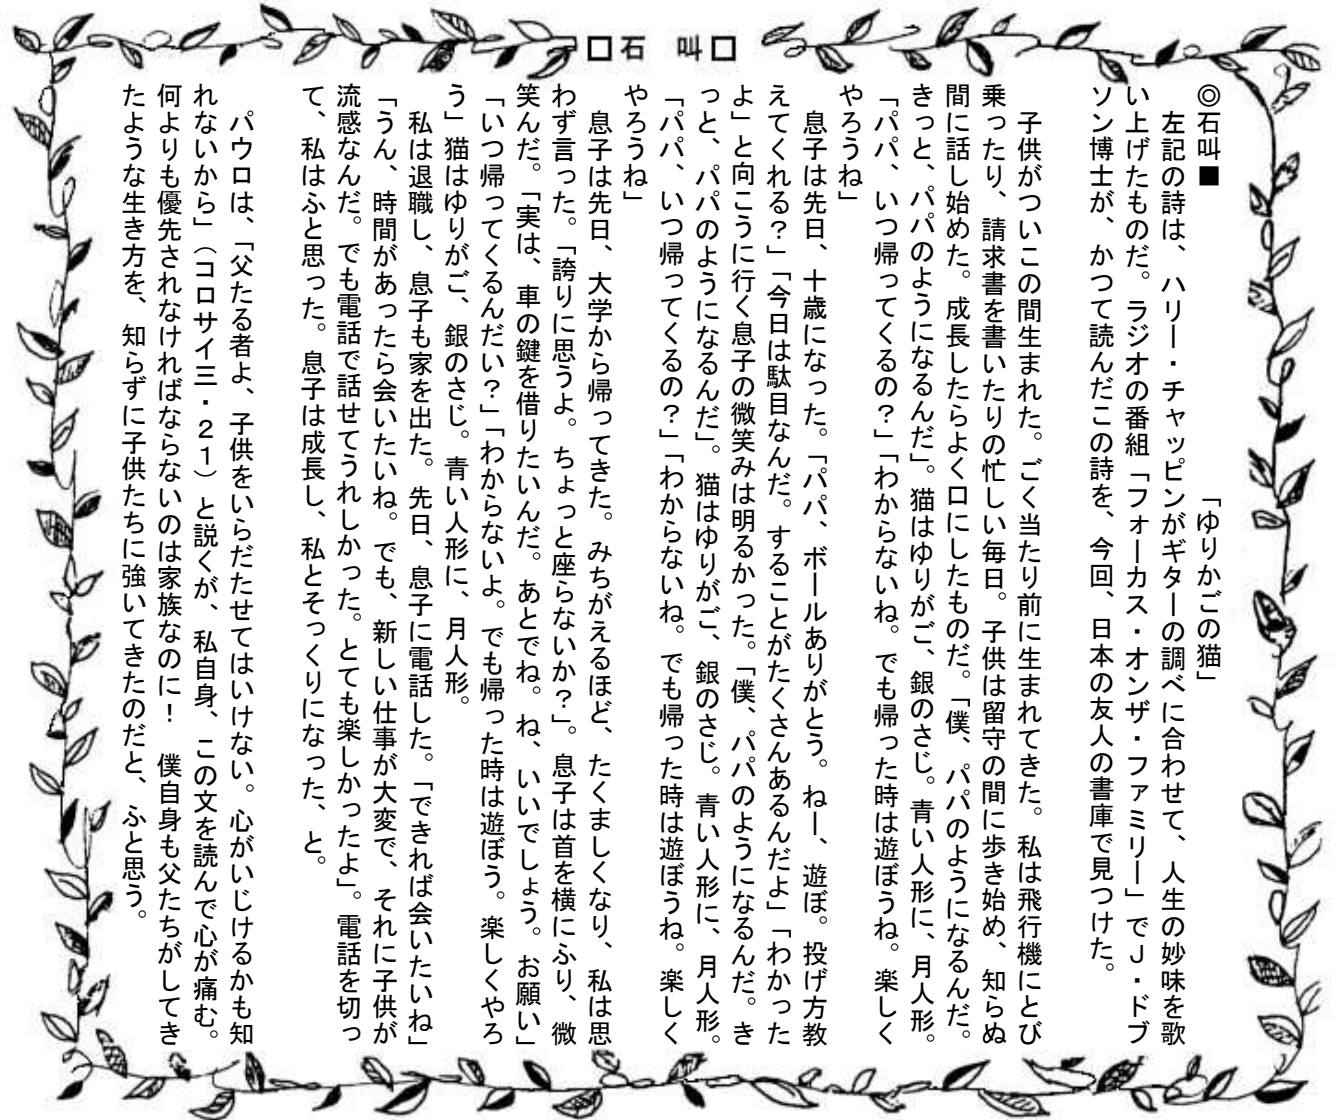 □石　叫□
◎石叫■　　　　　　　　　「ゆりかごの猫」
　左記の詩は、ハリー・チャッピンがギターの調べに合わせて、人生の妙味を歌
い上げたものだ。ラジオの番組「フォーカス・オンザ・ファミリー」でＪ・ドブ
ソン博士が、かつて読んだこの詩を、今回、日本の友人の書庫で見つけた。
　子供がついこの間生まれた。ごく当たり前に生まれてきた。私は飛行機にとび
乗ったり、請求書を書いたりの忙しい毎日。子供は留守の間に歩き始め、知らぬ
間に話し始めた。成長したらよく口にしたものだ。「僕、パパのようになるんだ。
きっと、パパのようになるんだ」。猫はゆりがご、銀のさじ。青い人形に、月人形。
「パパ、いつ帰ってくるの？」「わからないね。でも帰った時は遊ぼうね。楽しく
やろうね」
　息子は先日、十歳になった。「パパ、ボールありがとう。ねー、遊ぼ。投げ方教
えてくれる？」「今日は駄目なんだ。することがたくさんあるんだよ」「わかった
よ」と向こうに行く息子の微笑みは明るかった。「僕、パパのようになるんだ。き
っと、パパのようになるんだ」。猫はゆりがご、銀のさじ。青い人形に、月人形。
「パパ、いつ帰ってくるの？」「わからないね。でも帰った時は遊ぼうね。楽しく
やろうね」
　息子は先日、大学から帰ってきた。みちがえるほど、たくましくなり、私は思
わず言った。「誇りに思うよ。ちょっと座らないか？」。息子は首を横にふり、微
笑んだ。「実は、車の鍵を借りたいんだ。あとでね。ね、いいでしょう。お願い」
「いつ帰ってくるんだい？」「わからないよ。でも帰った時は遊ぼう。楽しくやろ
う」猫はゆりがご、銀のさじ。青い人形に、月人形。
　私は退職し、息子も家を出た。先日、息子に電話した。「できれば会いたいね」
「うん、時間があったら会いたいね。でも、新しい仕事が大変で、それに子供が
流感なんだ。でも電話で話せてうれしかった。とても楽しかったよ」。電話を切っ
て、私はふと思った。息子は成長し、私とそっくりになった、と。
　パウロは、「父たる者よ、子供をいらだたせてはいけない。心がいじけるかも知
れないから」（コロサイ三・２１）と説くが、私自身、この文を読んで心が痛む。
何よりも優先されなければならないのは家族なのに！　僕自身も父たちがしてき
たような生き方を、知らずに子供たちに強いてきたのだと、ふと思う。